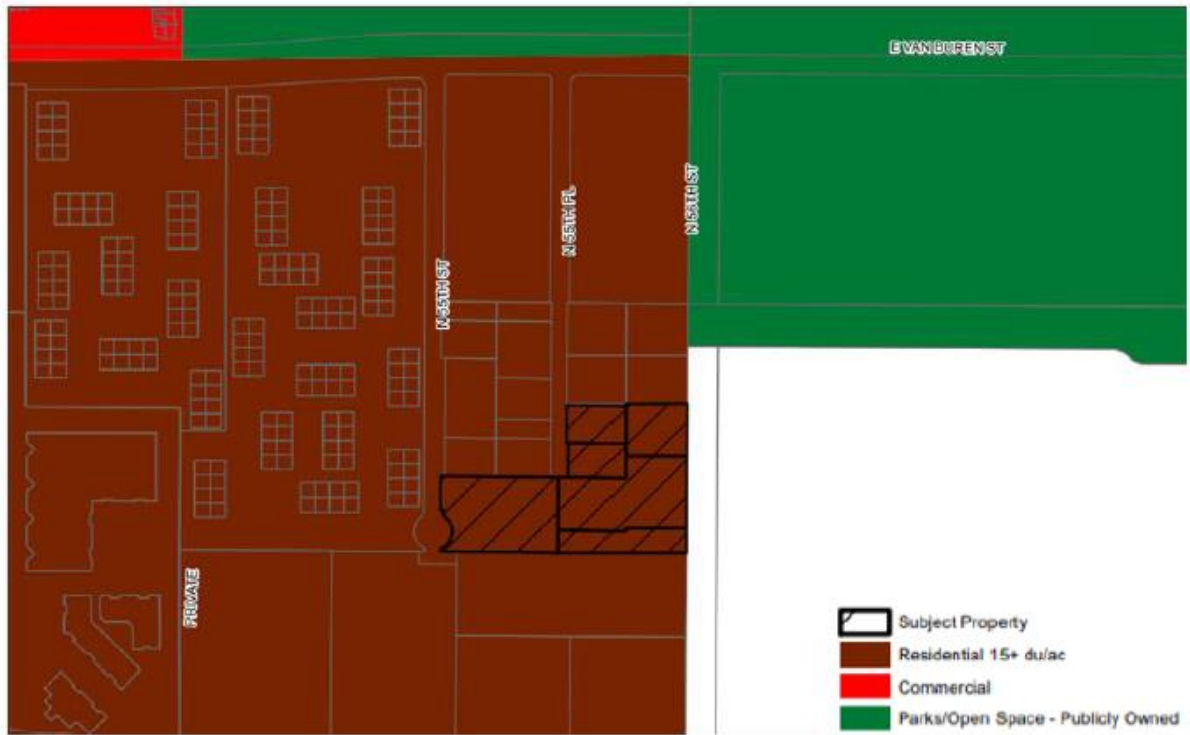 E VAN BUREN ST
N 55TH ST
N 55TH PL
N 56TH ST
PRIVATE
Subject Property
Residential 15+ du/ac
Commercial
Parks/Open Space - Publicly Owned